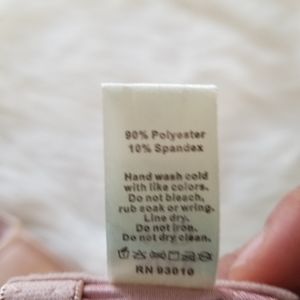 90% Polyester
10% Spandex
Hand wash cold
with like colors.
Do not bleach,
rub soak or wring.
Line dry.
Do not iron.
Do not dry clean.
RN 93010